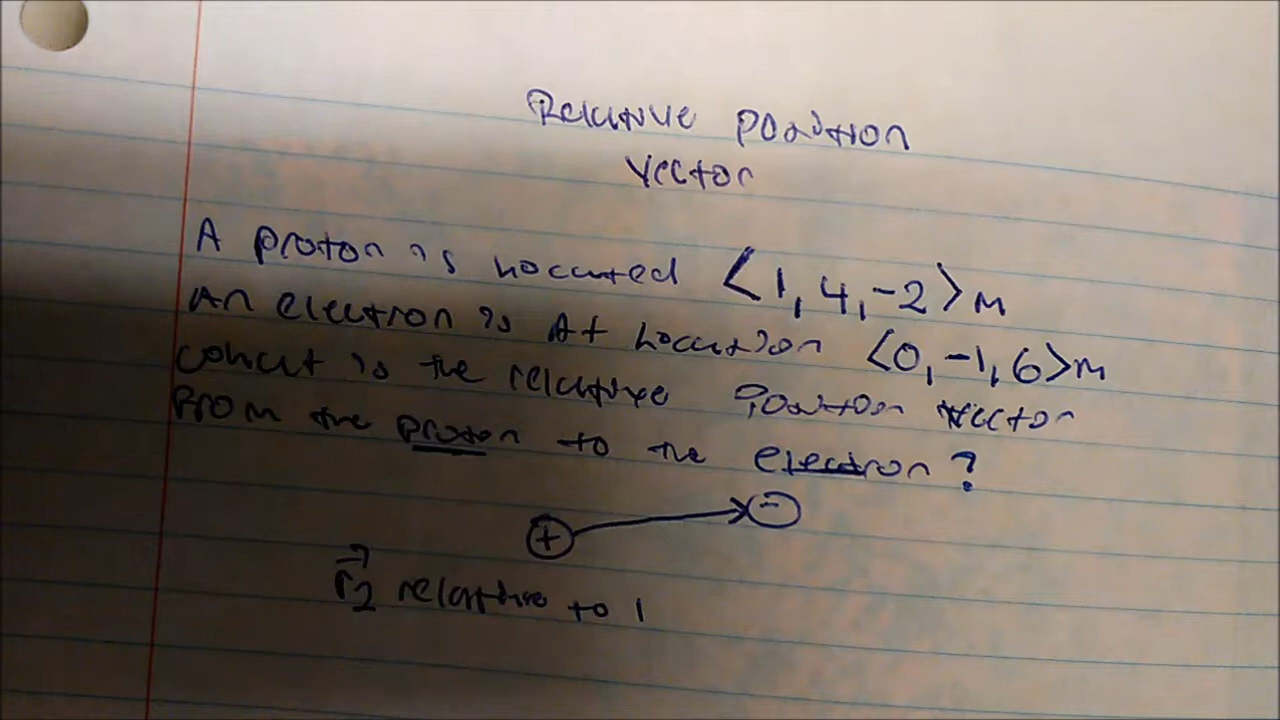 Relative position
Vector
A proton is located <1, 4, -2>m
An electron is At location <0, -1, 6>m
what is the relative position vector
From the proton to the electron?
+ -
r⃗2 relative to 1